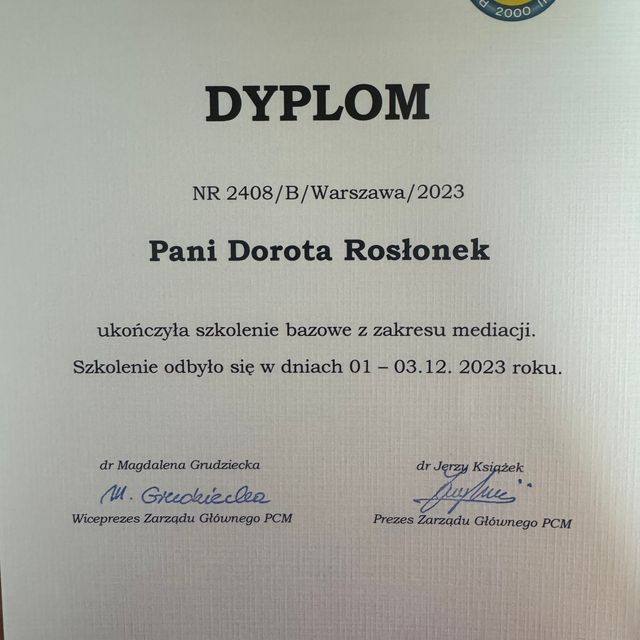 2000
DYPLOM
NR 2408/B/Warszawa/2023
Pani Dorota Rosłonek
ukończyła szkolenie bazowe z zakresu mediacji.
Szkolenie odbyło się w dniach 01 – 03.12. 2023 roku.
dr Magdalena Grudziecka
M. Grudziecka
Wiceprezes Zarządu Głównego PCM
dr Jerzy Książek
Prezes Zarządu Głównego PCM